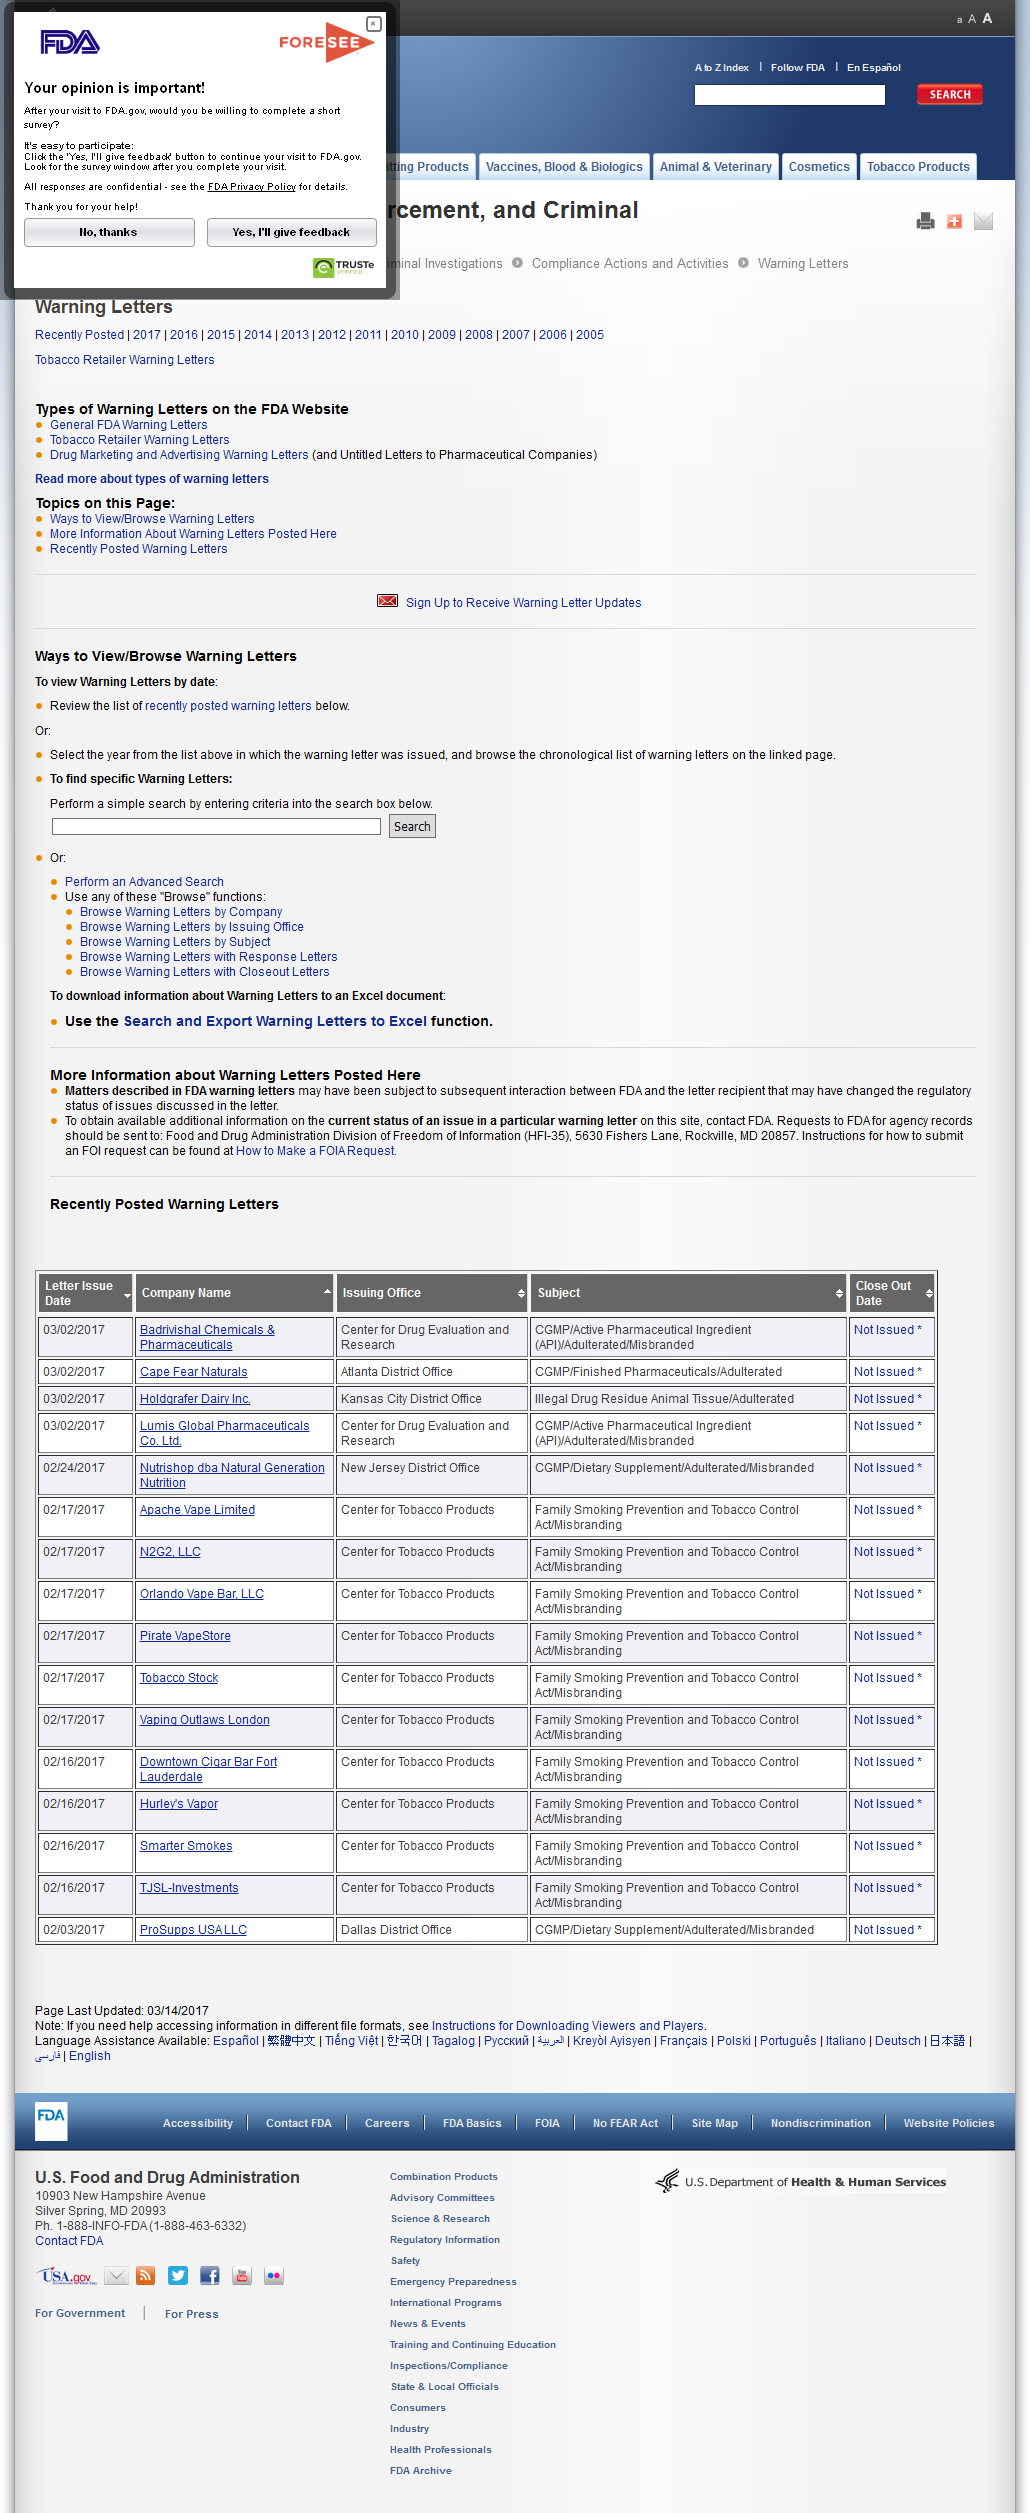 a A A
FDA
FORESEE
Your opinion is important!
After your visit to FDA.gov, would you be willing to complete a short
survey?
It's easy to participate:
Click the 'Yes, I'll give feedback' button to continue your visit to FDA.gov.
Look for the survey window after you complete your visit.
All responses are confidential - see the FDA Privacy Policy for details.
Thank you for your help!
No, thanks
Yes, I'll give feedback
TRUSTe
VERIFIED
A to Z Index | Follow FDA | En Español
SEARCH
itting Products
Vaccines, Blood & Biologics
Animal & Veterinary
Cosmetics
Tobacco Products
rcement, and Criminal
minal Investigations Compliance Actions and Activities Warning Letters
Warning Letters
Recently Posted | 2017 | 2016 | 2015 | 2014 | 2013 | 2012 | 2011 | 2010 | 2009 | 2008 | 2007 | 2006 | 2005
Tobacco Retailer Warning Letters
Types of Warning Letters on the FDA Website
General FDA Warning Letters
Tobacco Retailer Warning Letters
Drug Marketing and Advertising Warning Letters (and Untitled Letters to Pharmaceutical Companies)
Read more about types of warning letters
Topics on this Page:
Ways to View/Browse Warning Letters
More Information About Warning Letters Posted Here
Recently Posted Warning Letters
Sign Up to Receive Warning Letter Updates
Ways to View/Browse Warning Letters
To view Warning Letters by date:
Review the list of recently posted warning letters below.
Or:
Select the year from the list above in which the warning letter was issued, and browse the chronological list of warning letters on the linked page.
To find specific Warning Letters:
Perform a simple search by entering criteria into the search box below.
Search
Or:
Perform an Advanced Search
Use any of these "Browse" functions:
Browse Warning Letters by Company
Browse Warning Letters by Issuing Office
Browse Warning Letters by Subject
Browse Warning Letters with Response Letters
Browse Warning Letters with Closeout Letters
To download information about Warning Letters to an Excel document:
Use the Search and Export Warning Letters to Excel function.
More Information about Warning Letters Posted Here
Matters described in FDA warning letters may have been subject to subsequent interaction between FDA and the letter recipient that may have changed the regulatory
status of issues discussed in the letter.
To obtain available additional information on the current status of an issue in a particular warning letter on this site, contact FDA. Requests to FDA for agency records
should be sent to: Food and Drug Administration Division of Freedom of Information (HFI-35), 5630 Fishers Lane, Rockville, MD 20857. Instructions for how to submit
an FOI request can be found at How to Make a FOIA Request.
Recently Posted Warning Letters
Letter Issue Date | Company Name | Issuing Office | Subject | Close Out Date
03/02/2017 Badrivishal Chemicals & Pharmaceuticals Center for Drug Evaluation and Research CGMP/Active Pharmaceutical Ingredient (API)/Adulterated/Misbranded Not Issued *
03/02/2017 Cape Fear Naturals Atlanta District Office CGMP/Finished Pharmaceuticals/Adulterated Not Issued *
03/02/2017 Holdgrafer Dairy Inc. Kansas City District Office Illegal Drug Residue Animal Tissue/Adulterated Not Issued *
03/02/2017 Lumis Global Pharmaceuticals Co. Ltd. Center for Drug Evaluation and Research CGMP/Active Pharmaceutical Ingredient (API)/Adulterated/Misbranded Not Issued *
02/24/2017 Nutrishop dba Natural Generation Nutrition New Jersey District Office CGMP/Dietary Supplement/Adulterated/Misbranded Not Issued *
02/17/2017 Apache Vape Limited Center for Tobacco Products Family Smoking Prevention and Tobacco Control Act/Misbranding Not Issued *
02/17/2017 N2G2, LLC Center for Tobacco Products Family Smoking Prevention and Tobacco Control Act/Misbranding Not Issued *
02/17/2017 Orlando Vape Bar, LLC Center for Tobacco Products Family Smoking Prevention and Tobacco Control Act/Misbranding Not Issued *
02/17/2017 Pirate VapeStore Center for Tobacco Products Family Smoking Prevention and Tobacco Control Act/Misbranding Not Issued *
02/17/2017 Tobacco Stock Center for Tobacco Products Family Smoking Prevention and Tobacco Control Act/Misbranding Not Issued *
02/17/2017 Vaping Outlaws London Center for Tobacco Products Family Smoking Prevention and Tobacco Control Act/Misbranding Not Issued *
02/16/2017 Downtown Cigar Bar Fort Lauderdale Center for Tobacco Products Family Smoking Prevention and Tobacco Control Act/Misbranding Not Issued *
02/16/2017 Hurley's Vapor Center for Tobacco Products Family Smoking Prevention and Tobacco Control Act/Misbranding Not Issued *
02/16/2017 Smarter Smokes Center for Tobacco Products Family Smoking Prevention and Tobacco Control Act/Misbranding Not Issued *
02/16/2017 TJSL-Investments Center for Tobacco Products Family Smoking Prevention and Tobacco Control Act/Misbranding Not Issued *
02/03/2017 ProSupps USA LLC Dallas District Office CGMP/Dietary Supplement/Adulterated/Misbranded Not Issued *
Page Last Updated: 03/14/2017
Note: If you need help accessing information in different file formats, see Instructions for Downloading Viewers and Players.
Language Assistance Available: Español | 繁體中文 | Tiếng Việt | 한국어 | Tagalog | Русский | العربية | Kreyòl Ayisyen | Français | Polski | Português | Italiano | Deutsch | 日本語 |
فارسی | English
FDA
Accessibility | Contact FDA | Careers | FDA Basics | FOIA | No FEAR Act | Site Map | Nondiscrimination | Website Policies
U.S. Food and Drug Administration
10903 New Hampshire Avenue
Silver Spring, MD 20993
Ph. 1-888-INFO-FDA (1-888-463-6332)
Contact FDA
USA.gov
You Tube
For Government | For Press
Combination Products
Advisory Committees
Science & Research
Regulatory Information
Safety
Emergency Preparedness
International Programs
News & Events
Training and Continuing Education
Inspections/Compliance
State & Local Officials
Consumers
Industry
Health Professionals
FDA Archive
U.S. Department of Health & Human Services